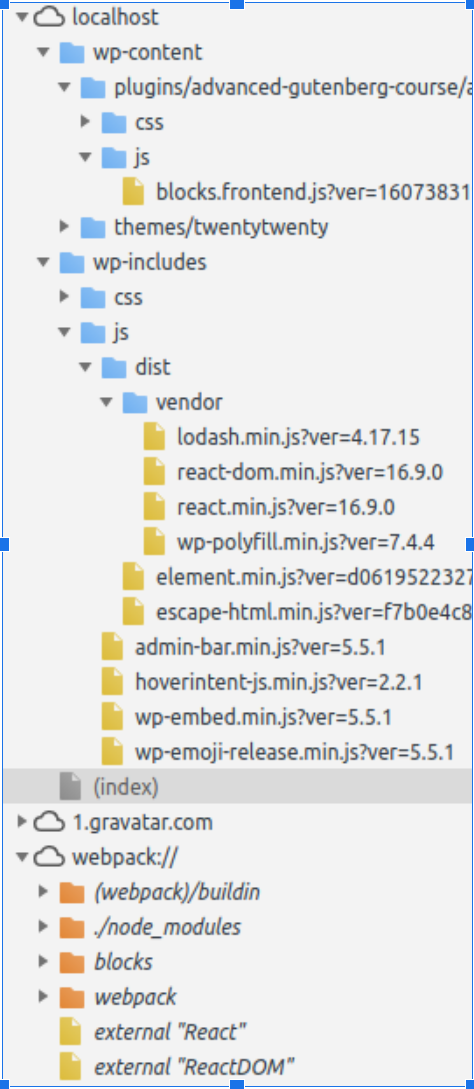 localhost
wp-content
plugins/advanced-gutenberg-course/a
css
js
blocks.frontend.js?ver=16073831
themes/twentytwenty
wp-includes
css
js
dist
vendor
lodash.min.js?ver=4.17.15
react-dom.min.js?ver=16.9.0
react.min.js?ver=16.9.0
wp-polyfill.min.js?ver=7.4.4
element.min.js?ver=d0619522327
escape-html.min.js?ver=f7b0e4c8
admin-bar.min.js?ver=5.5.1
hoverintent-js.min.js?ver=2.2.1
wp-embed.min.js?ver=5.5.1
wp-emoji-release.min.js?ver=5.5.1
(index)
1.gravatar.com
webpack://
(webpack)/buildin
./node_modules
blocks
webpack
external "React"
external "ReactDOM"